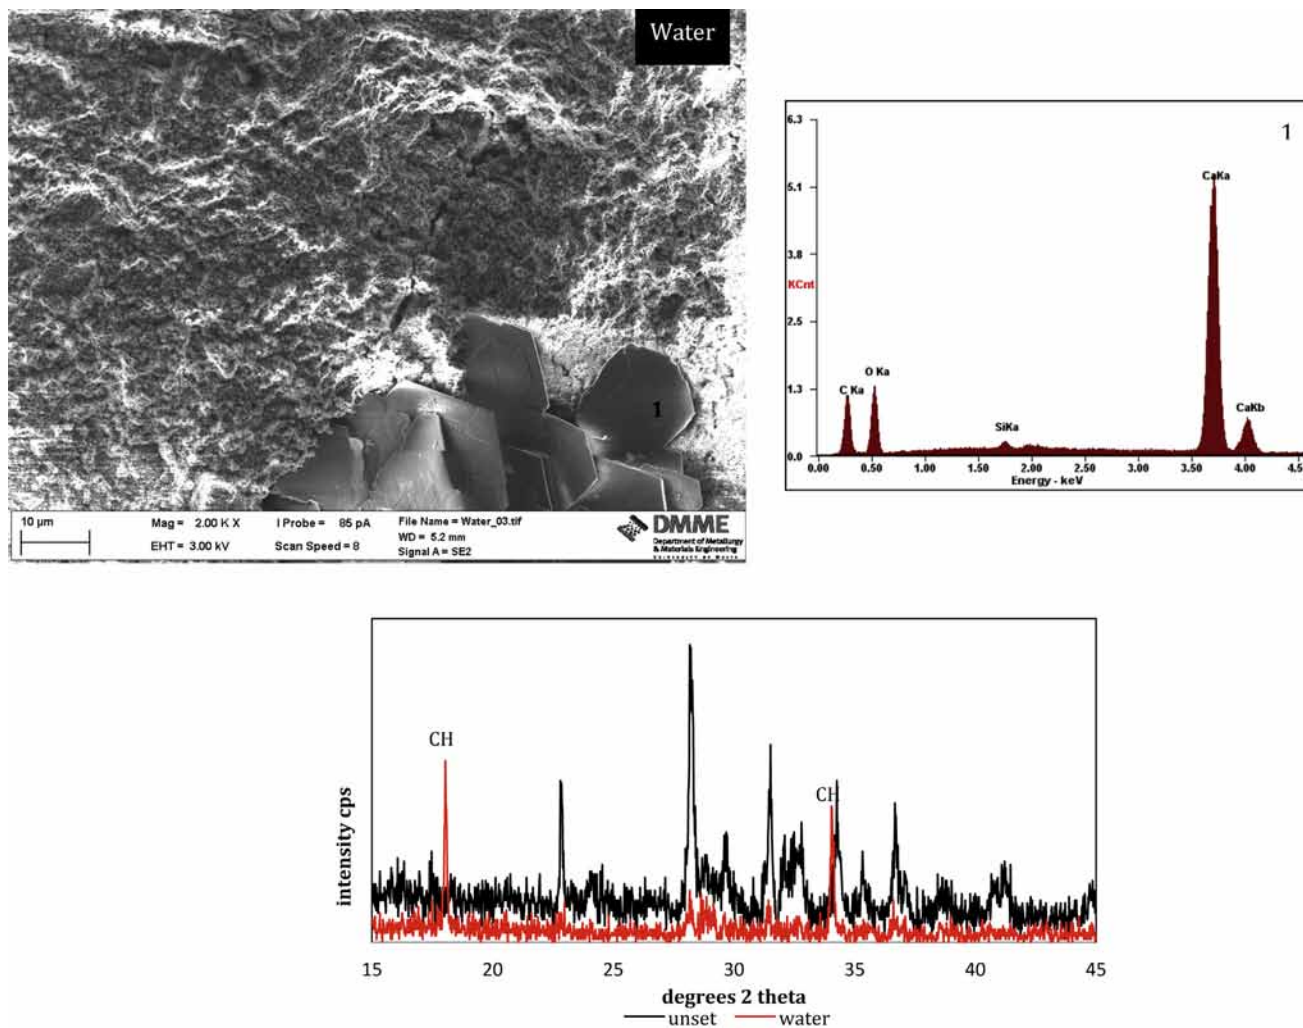 Water
1
10 µm
Mag = 2.00 K X
I Probe = 85 pA
File Name = Water_03.tif
EHT = 3.00 kV
Scan Speed = 8
WD = 5.2 mm
Signal A = SE2
DMME
Department of Metallurgy
& Materials Engineering
1
6.3
5.1
3.8
KCnt
2.5
1.3
0.0
C Ka
O Ka
SiKa
CaKa
CaKb
0.00 0.50 1.00 1.50 2.00 2.50 3.00 3.50 4.00 4.5
Energy - keV
CH
CH
intensity cps
15 20 25 30 35 40 45
degrees 2 theta
unset water